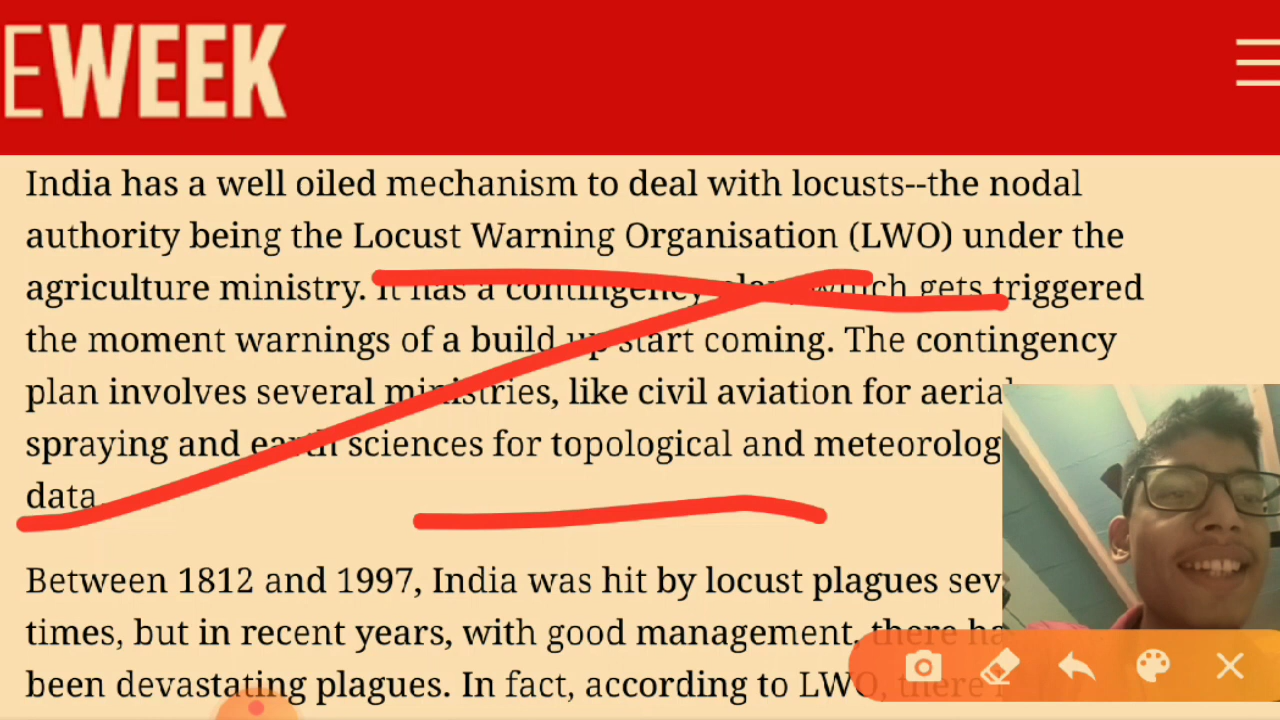 EWEEK
India has a well oiled mechanism to deal with locusts--the nodal
authority being the Locust Warning Organisation (LWO) under the
agriculture ministry. It has a contingency plan, which gets triggered
the moment warnings of a build up start coming. The contingency
plan involves several ministries, like civil aviation for aerial
spraying and earth sciences for topological and meteorolog
data.
Between 1812 and 1997, India was hit by locust plagues sev
times, but in recent years, with good management, there ha
been devastating plagues. In fact, according to LWO, there